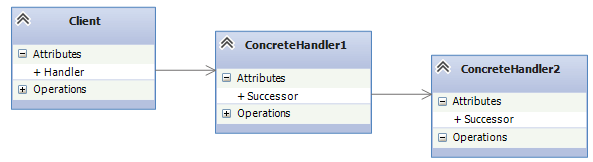 Client
Attributes
+ Handler
Operations
ConcreteHandler1
Attributes
+ Successor
Operations
ConcreteHandler2
Attributes
+ Successor
Operations